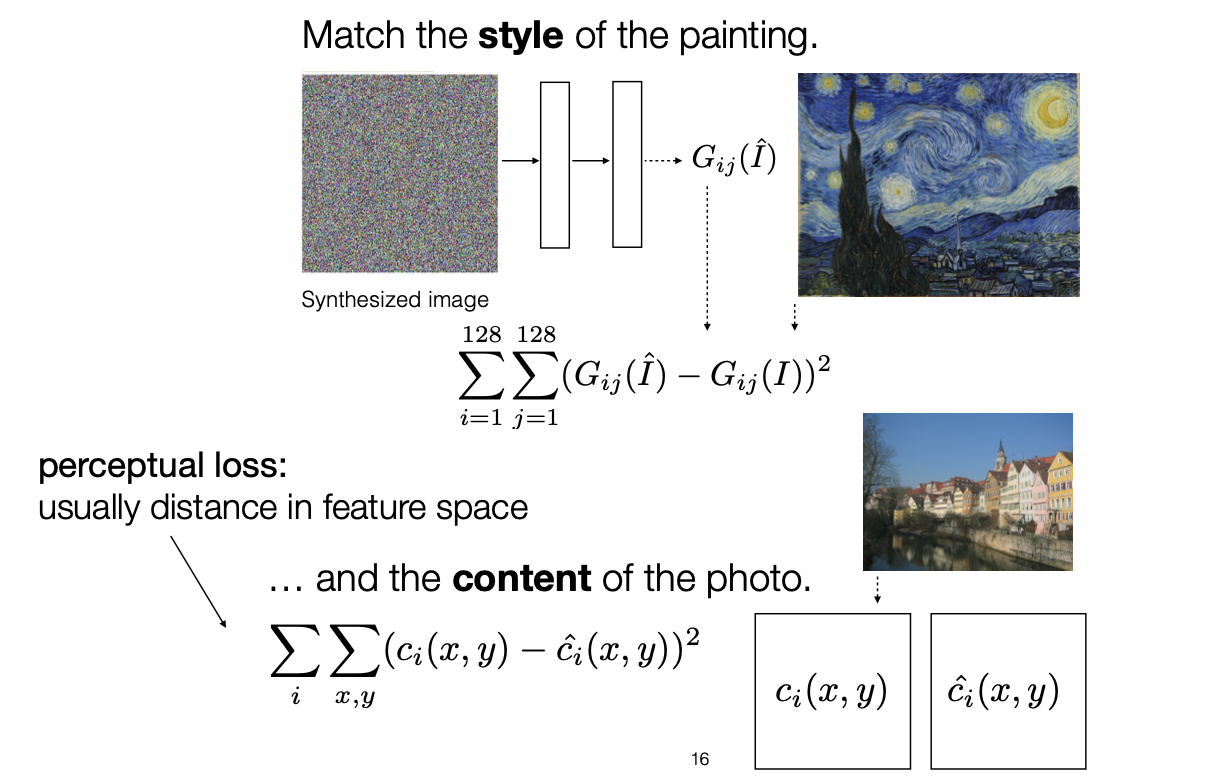 Match the style of the painting.
G_{ij}(\hat{I})
Synthesized image
\sum_{i=1}^{128} \sum_{j=1}^{128} (G_{ij}(\hat{I}) - G_{ij}(I))^2
perceptual loss:
usually distance in feature space
… and the content of the photo.
\sum_{i} \sum_{x,y} (c_i(x, y) - \hat{c}_i(x, y))^2
c_i(x, y)
\hat{c}_i(x, y)
16